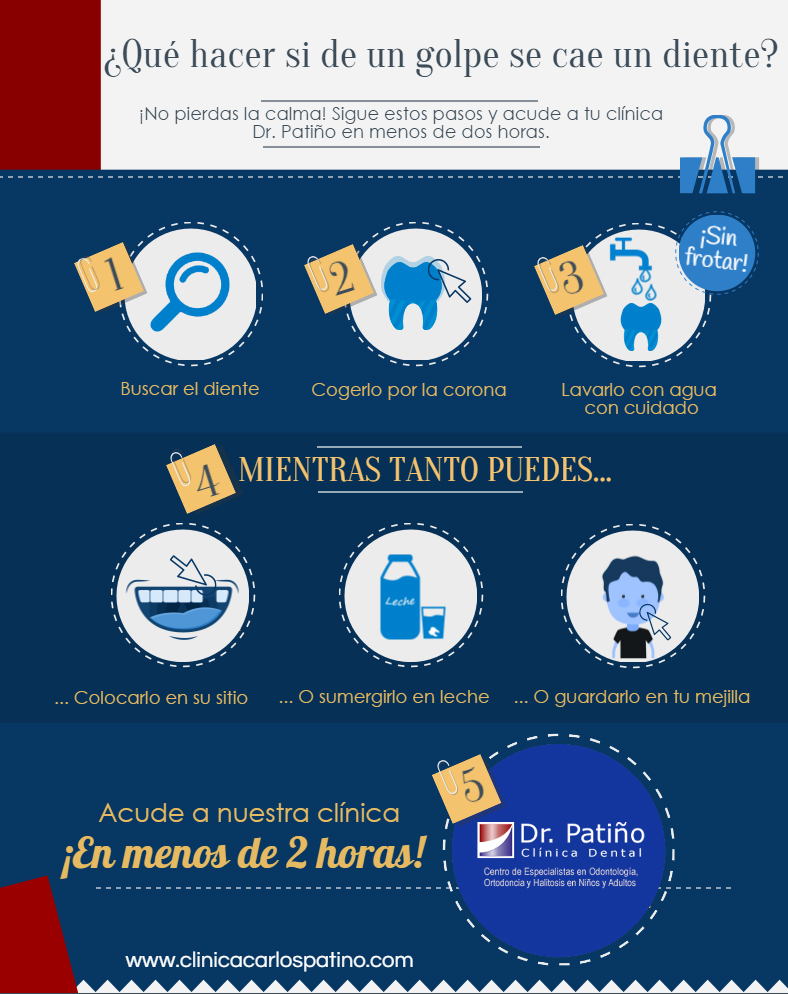 ¿Qué hacer si de un golpe se cae un diente?
¡No pierdas la calma! Sigue estos pasos y acude a tu clínica
Dr. Patiño en menos de dos horas.
1
2
3
¡Sin
frotar!
Buscar el diente
Cogerlo por la corona
Lavarlo con agua
con cuidado
4
MIENTRAS TANTO PUEDES...
Leche
... Colocarlo en su sitio
... O sumergirlo en leche
... O guardarlo en tu mejilla
5
Acude a nuestra clínica
¡En menos de 2 horas!
Dr. Patiño
Clínica Dental
Centro de Especialistas en Odontología,
Ortodoncia y Halitosis en Niños y Adultos
www.clinicacarlospatino.com